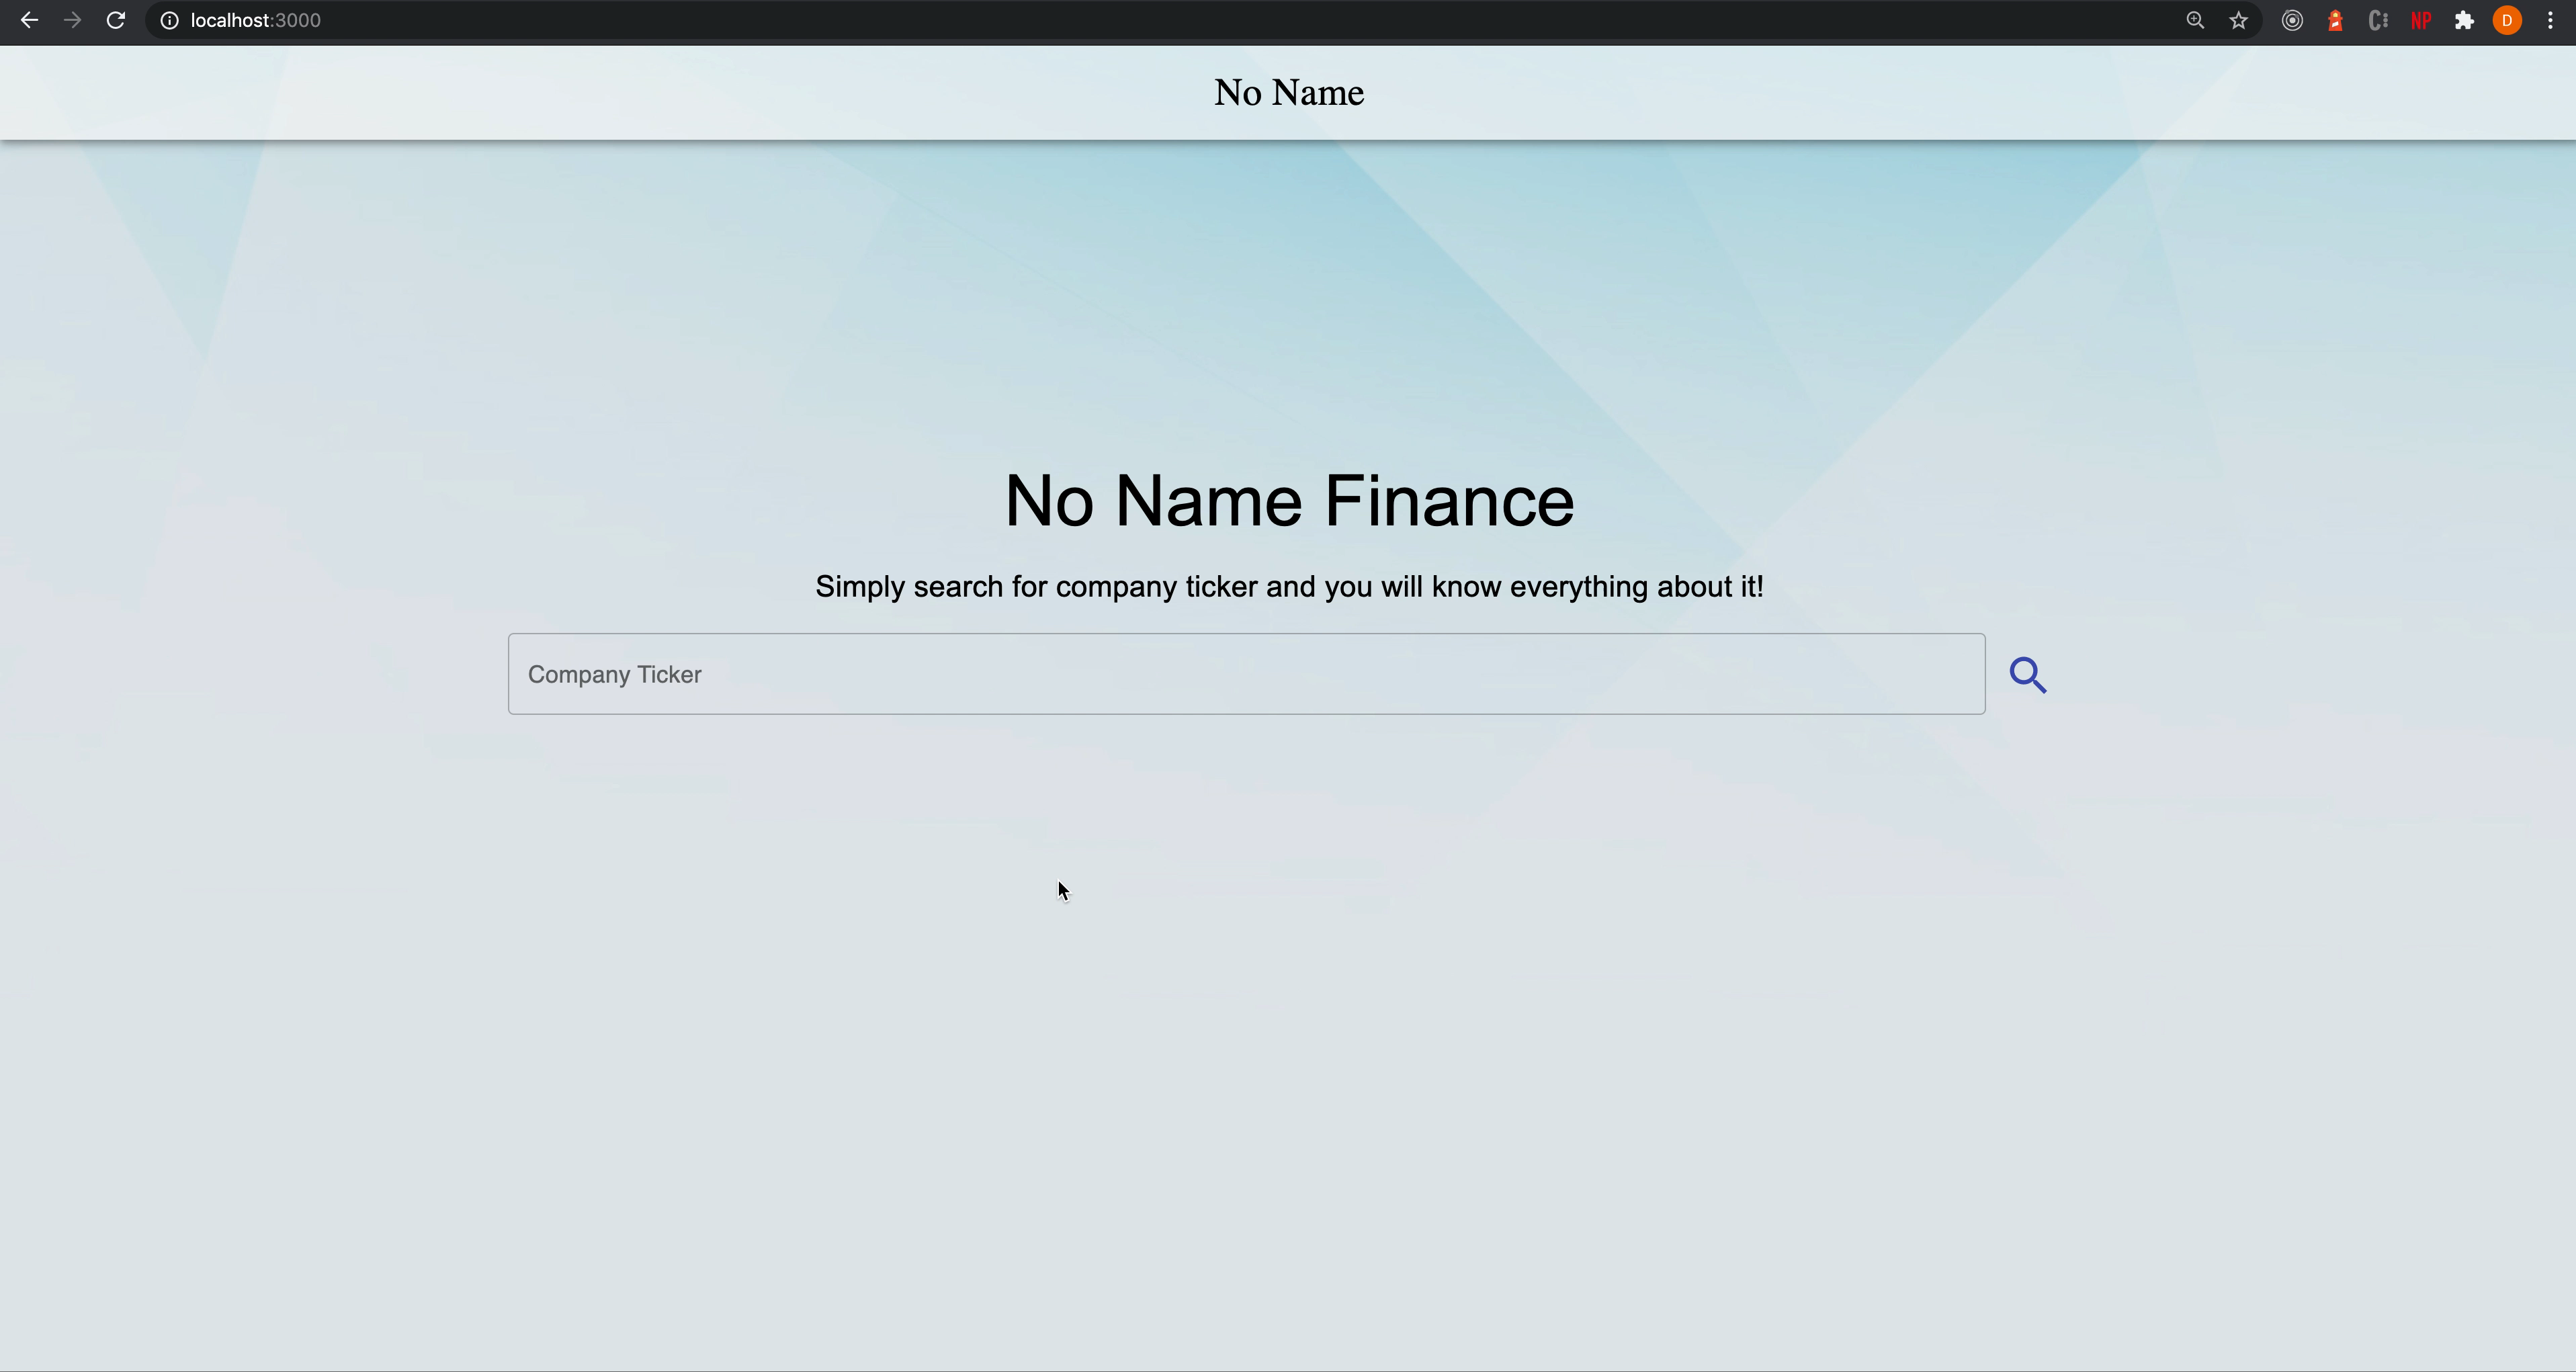 localhost:3000
NP
D
No Name
No Name Finance
Simply search for company ticker and you will know everything about it!
Company Ticker